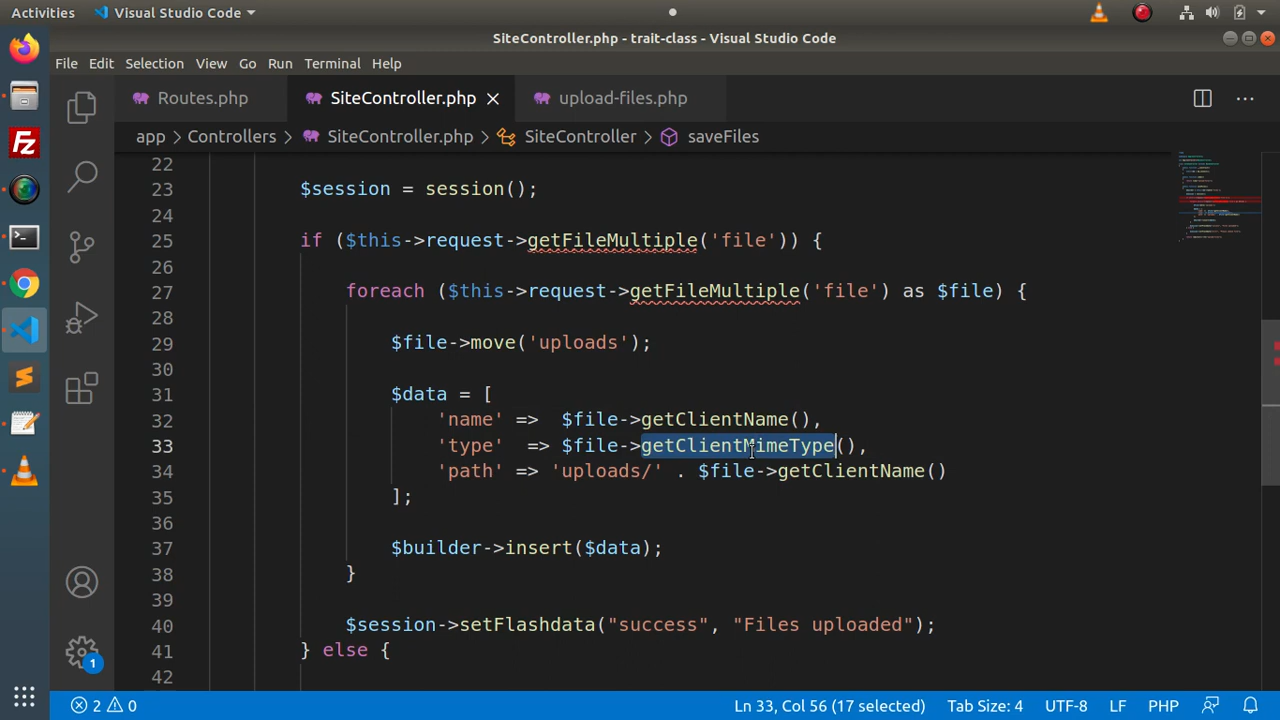 Activities Visual Studio Code
SiteController.php - trait-class - Visual Studio Code
File Edit Selection View Go Run Terminal Help
Routes.php SiteController.php upload-files.php
app > Controllers > SiteController.php > SiteController > saveFiles
22
23 $session = session();
24
25 if ($this->request->getFileMultiple('file')) {
26
27 foreach ($this->request->getFileMultiple('file') as $file) {
28
29 $file->move('uploads');
30
31 $data = [
32 'name' => $file->getClientName(),
33 'type' => $file->getClientMimeType(),
34 'path' => 'uploads/' . $file->getClientName()
35 ];
36
37 $builder->insert($data);
38 }
39
40 $session->setFlashdata("success", "Files uploaded");
41 } else {
42
1
2 0 Ln 33, Col 56 (17 selected) Tab Size: 4 UTF-8 LF PHP